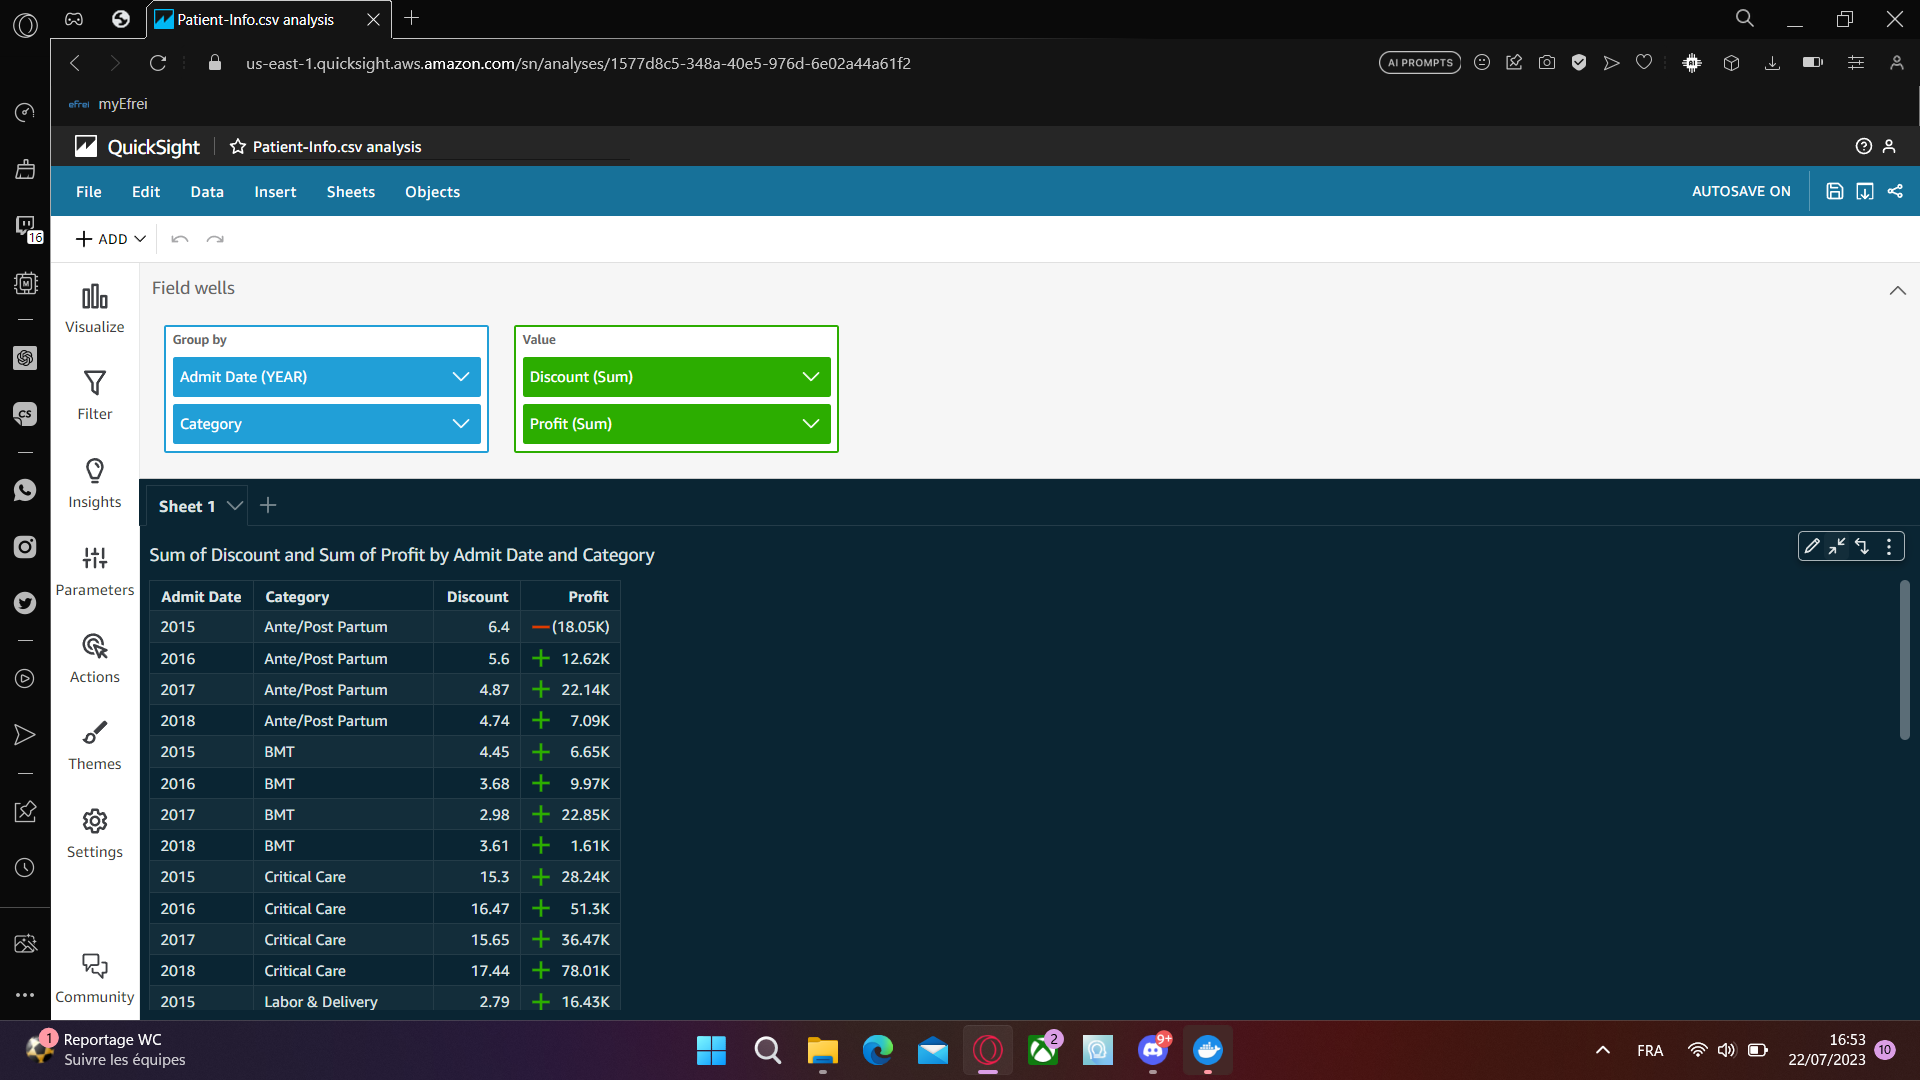 Patient-Info.csv analysis
us-east-1.quicksight.aws.amazon.com/sn/analyses/1577d8c5-348a-40e5-976d-6e02a44a61f2
AI PROMPTS
efrei myEfrei
QuickSight
Patient-Info.csv analysis
File Edit Data Insert Sheets Objects
AUTOSAVE ON
ADD
16
Visualize
Filter
Insights
Parameters
Actions
Themes
Settings
Community
CS
Field wells
Group by
Admit Date (YEAR)
Category
Value
Discount (Sum)
Profit (Sum)
Sheet 1
Sum of Discount and Sum of Profit by Admit Date and Category
Admit Date Category Discount Profit
2015 Ante/Post Partum 6.4 (18.05K)
2016 Ante/Post Partum 5.6 12.62K
2017 Ante/Post Partum 4.87 22.14K
2018 Ante/Post Partum 4.74 7.09K
2015 BMT 4.45 6.65K
2016 BMT 3.68 9.97K
2017 BMT 2.98 22.85K
2018 BMT 3.61 1.61K
2015 Critical Care 15.3 28.24K
2016 Critical Care 16.47 51.3K
2017 Critical Care 15.65 36.47K
2018 Critical Care 17.44 78.01K
2015 Labor & Delivery 2.79 16.43K
1
Reportage WC
Suivre les équipes
2
9+
FRA
16:53
22/07/2023
10